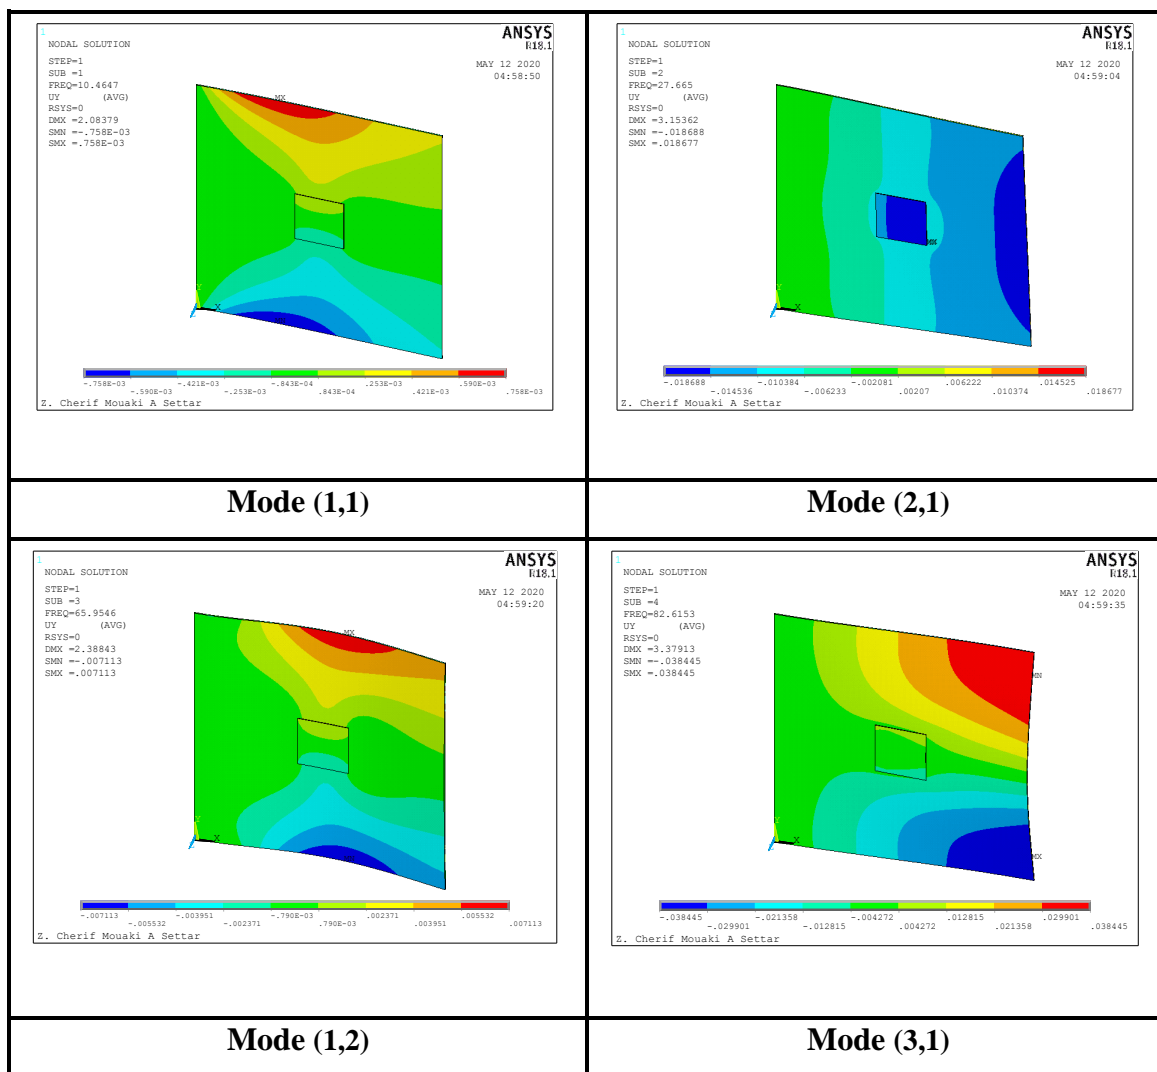 1
ANSYS
R18.1
NODAL SOLUTION
STEP=1
SUB =1
FREQ=10.4647
UY (AVG)
RSYS=0
DMX =2.08379
SMN =-.758E-03
SMX =.758E-03
MAY 12 2020
04:58:50
MX
Y
X
Z
-.758E-03 -.421E-03 -.843E-04 .253E-03 .590E-03
-.590E-03 -.253E-03 .843E-04 .421E-03 .758E-03
Z. Cherif Mouaki A Settar
Mode (1,1)
1
ANSYS
R18.1
NODAL SOLUTION
STEP=1
SUB =2
FREQ=27.665
UY (AVG)
RSYS=0
DMX =3.15362
SMN =-.018688
SMX =.018677
MAY 12 2020
04:59:04
Y
X
Z
-.018688 -.010384 -.002081 .006222 .014525
-.014536 -.006233 .00207 .010374 .018677
Z. Cherif Mouaki A Settar
Mode (2,1)
1
ANSYS
R18.1
NODAL SOLUTION
STEP=1
SUB =3
FREQ=65.9546
UY (AVG)
RSYS=0
DMX =2.38843
SMN =-.007113
SMX =.007113
MAY 12 2020
04:59:20
MX
Y
X
Z
-.007113 -.003951 -.790E-03 .002371 .005532
-.005532 -.002371 .790E-03 .003951 .007113
Z. Cherif Mouaki A Settar
Mode (1,2)
1
ANSYS
R18.1
NODAL SOLUTION
STEP=1
SUB =4
FREQ=82.6153
UY (AVG)
RSYS=0
DMX =3.37913
SMN =-.038445
SMX =.038445
MAY 12 2020
04:59:35
MN
MX
Y
X
Z
-.038445 -.021358 -.004272 .012815 .029901
-.029901 -.012815 .004272 .021358 .038445
Z. Cherif Mouaki A Settar
Mode (3,1)